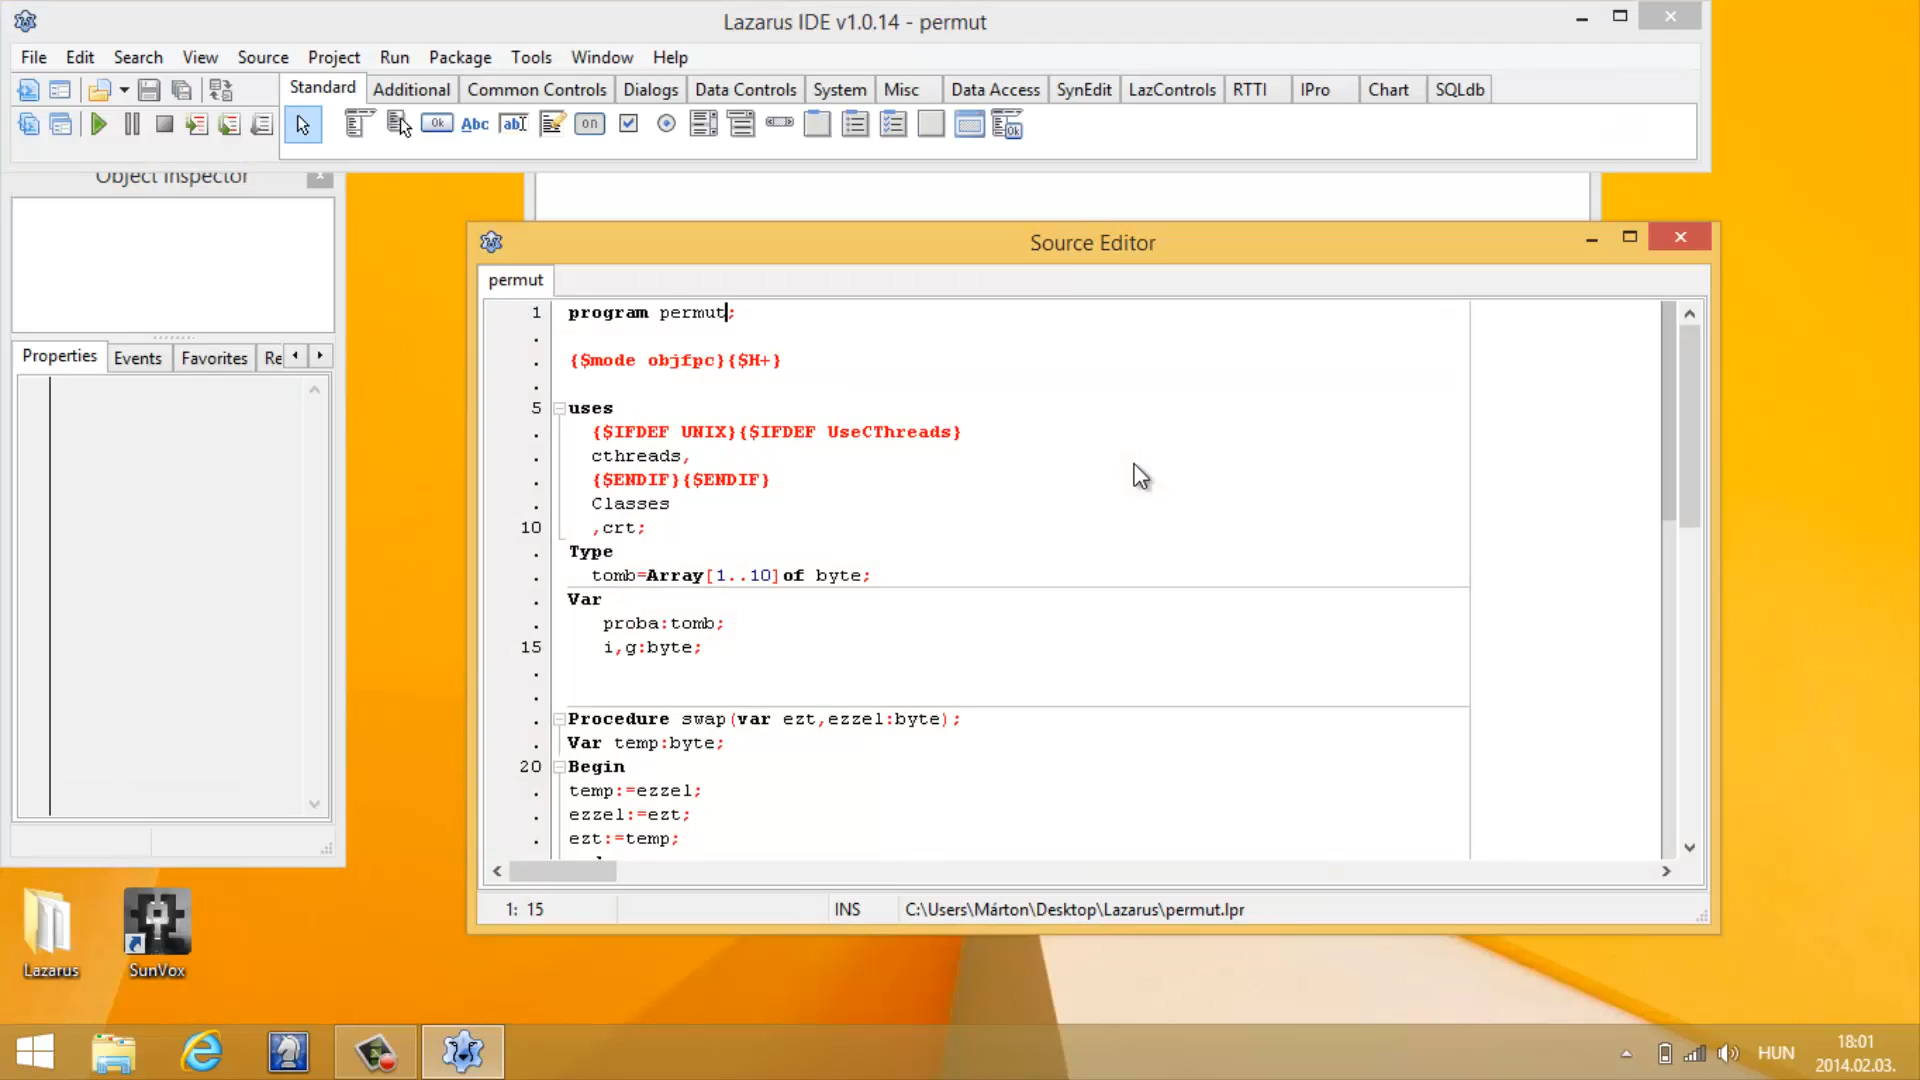 Lazarus IDE v1.0.14 - permut
File Edit Search View Source Project Run Package Tools Window Help
Standard Additional Common Controls Dialogs Data Controls System Misc Data Access SynEdit LazControls RTTI IPro Chart SQLdb
Ok Abc abI on Ok
Object Inspector
Properties Events Favorites Re
Source Editor
permut
1 program permut;
.
. {$mode objfpc}{$H+}
.
5 uses
. {$IFDEF UNIX}{$IFDEF UseCThreads}
. cthreads,
. {$ENDIF}{$ENDIF}
. Classes
10 ,crt;
. Type
. tomb=Array[1..10]of byte;
. Var
. proba:tomb;
15 i,g:byte;
.
.
. Procedure swap(var ezt,ezzel:byte);
. Var temp:byte;
20 Begin
. temp:=ezzel;
. ezzel:=ezt;
. ezt:=temp;
1: 15 INS C:\Users\Márton\Desktop\Lazarus\permut.lpr
Lazarus SunVox
HUN 18:01
2014.02.03.